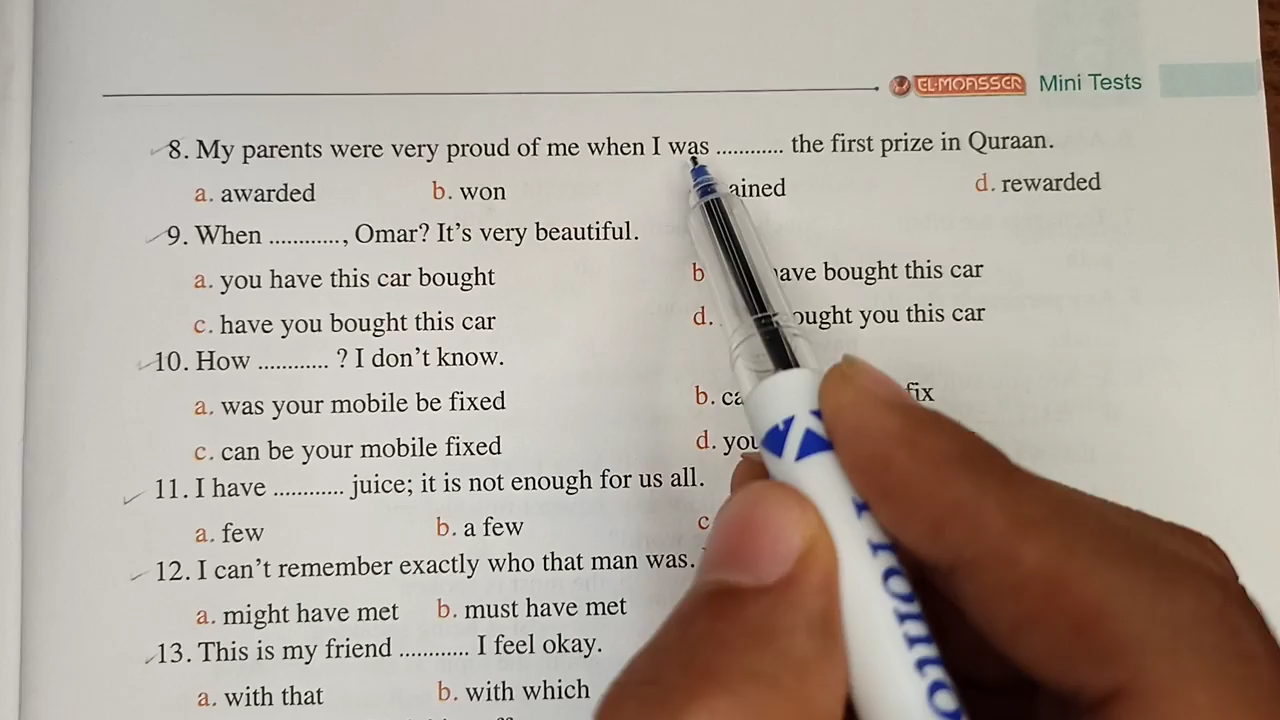 EL-MOASSER Mini Tests
8. My parents were very proud of me when I was ............ the first prize in Quraan.
a. awarded b. won ained d. rewarded
9. When ............, Omar? It's very beautiful.
a. you have this car bought b have bought this car
c. have you bought this car d. ought you this car
10. How ............ ? I don't know.
a. was your mobile be fixed b. ca fix
c. can be your mobile fixed d. you
11. I have ............ juice; it is not enough for us all.
a. few b. a few c
12. I can't remember exactly who that man was.
a. might have met b. must have met
13. This is my friend ............ I feel okay.
a. with that b. with which